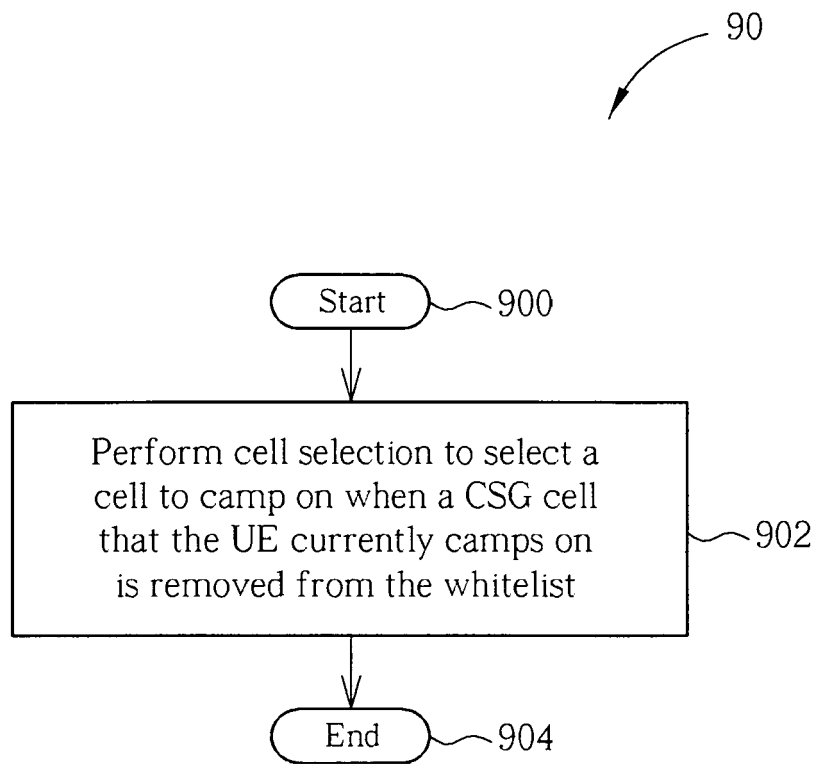 90
Start
900
Perform cell selection to select a
cell to camp on when a CSG cell
that the UE currently camps on
is removed from the whitelist
902
End
904